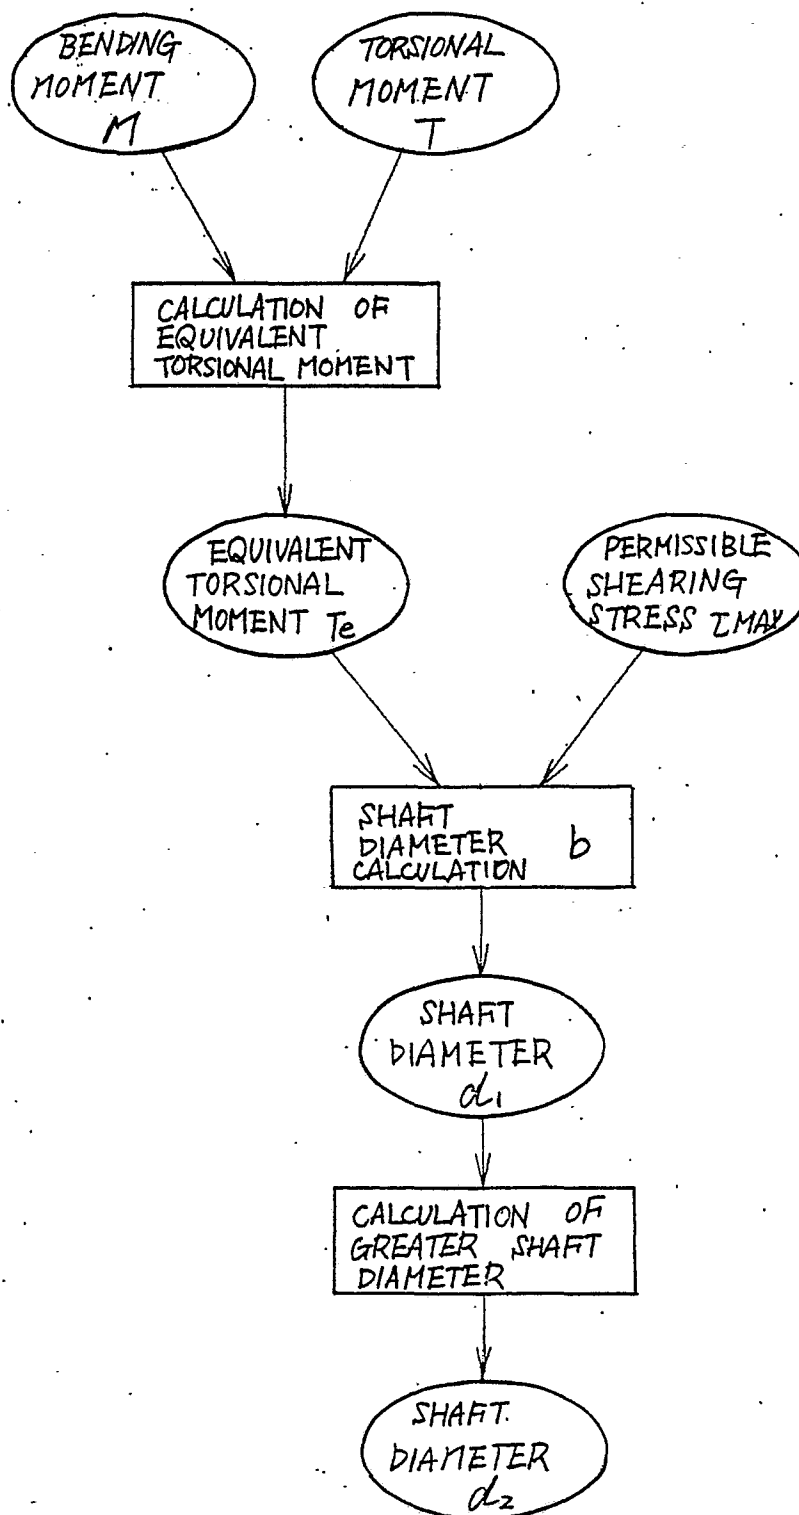 BENDING
MOMENT
M
TORSIONAL
MOMENT
T
CALCULATION OF
EQUIVALENT
TORSIONAL MOMENT
EQUIVALENT
TORSIONAL
MOMENT Te
PERMISSIBLE
SHEARING
STRESS τMAX
SHAFT
DIAMETER b
CALCULATION
SHAFT
DIAMETER
d1
CALCULATION OF
GREATER SHAFT
DIAMETER
SHAFT
DIAMETER
d2